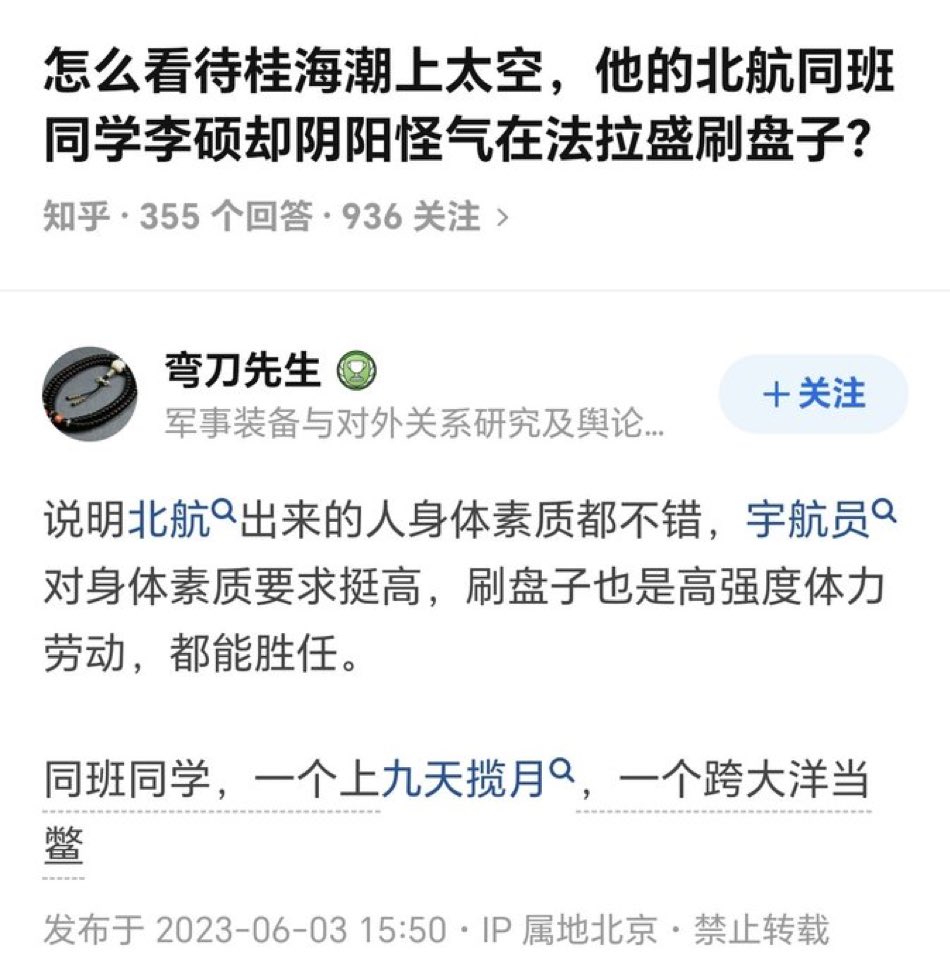 怎么看待桂海潮上太空，他的北航同班
同学李硕却阴阳怪气在法拉盛刷盘子？
知乎 · 355 个回答 · 936 关注 >
弯刀先生
军事装备与对外关系研究及舆论...
+关注
说明北航出来的人身体素质都不错，宇航员
对身体素质要求挺高，刷盘子也是高强度体力
劳动，都能胜任。
同班同学，一个上九天揽月，一个跨大洋当
鳖
发布于 2023-06-03 15:50 · IP 属地北京 · 禁止转载